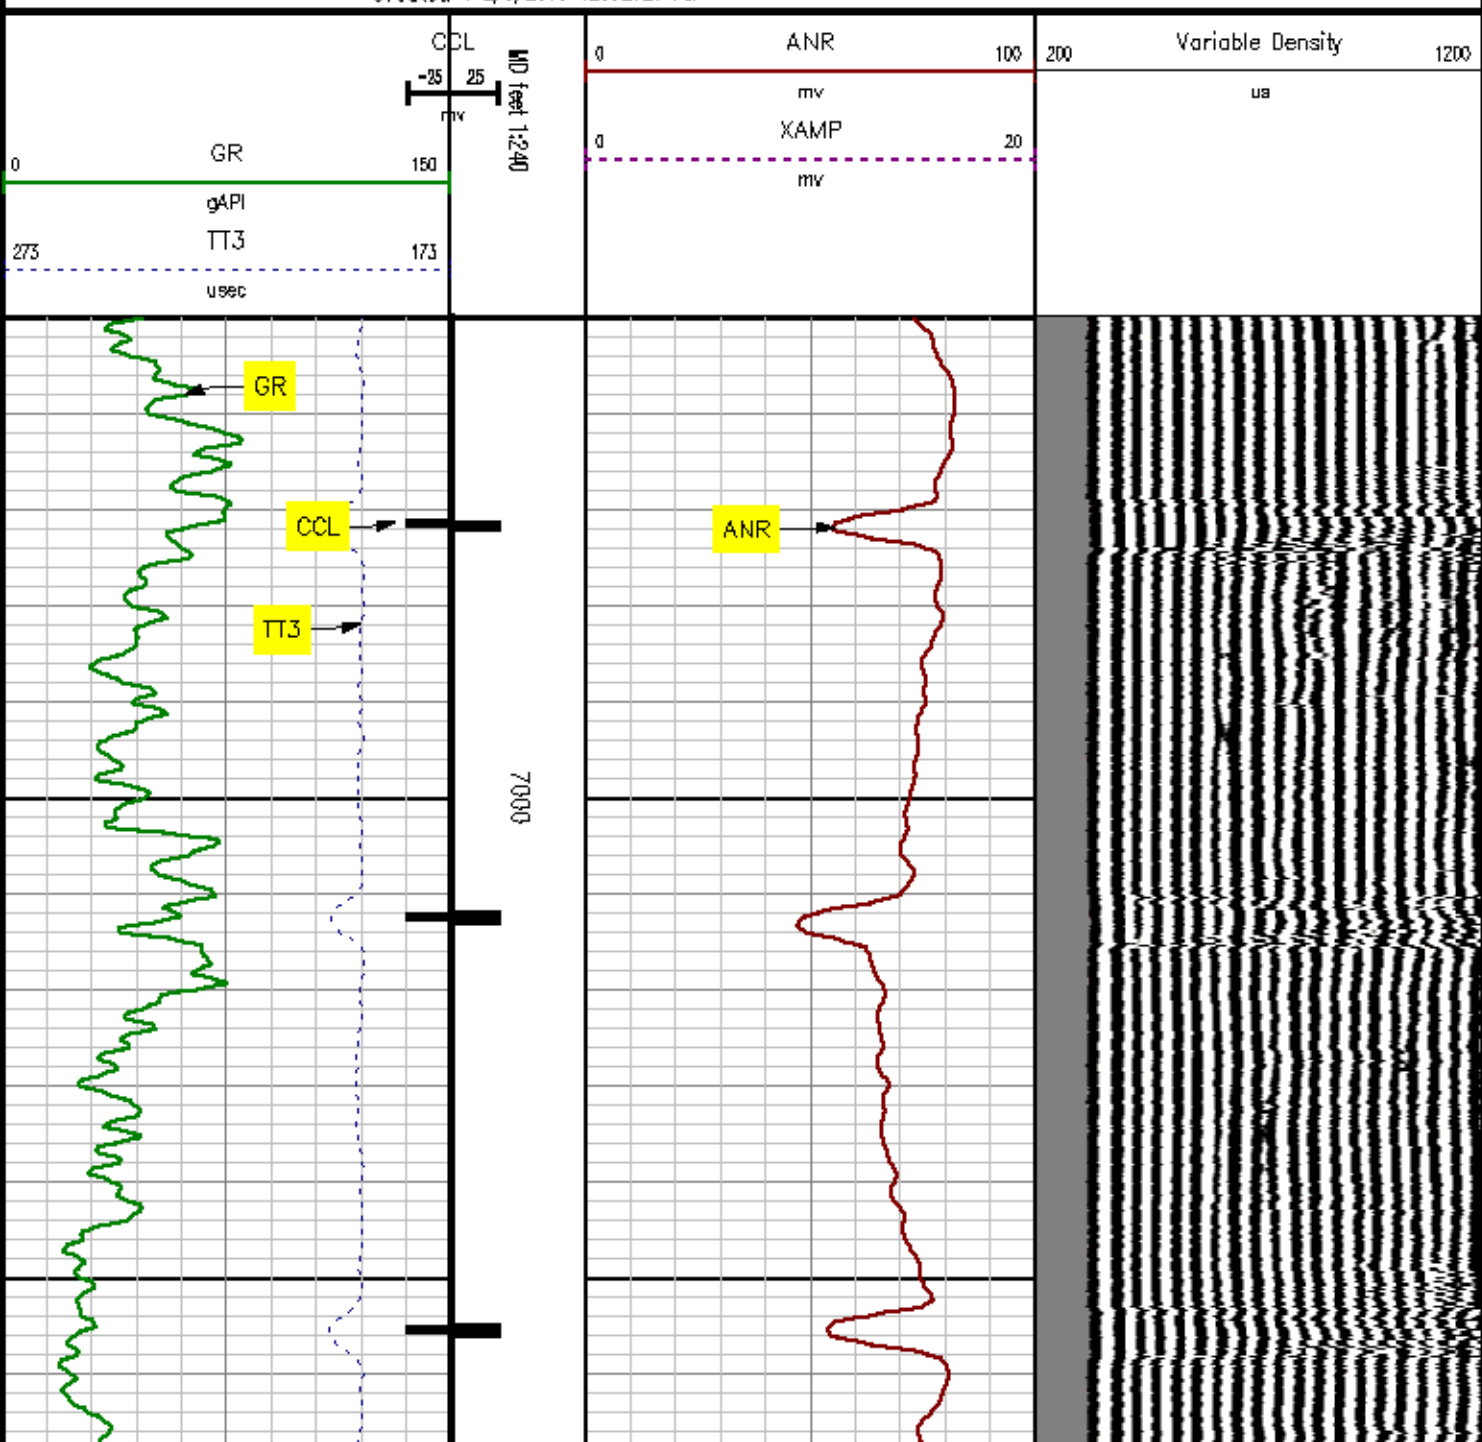 CCL
-25 25
mv
GR
0 150
gAPI
TT3
273 173
usec
MD feet 1:240
ANR
0 100
mv
XAMP
0 20
mv
Variable Density
200 1200
us
GR
CCL
TT3
ANR
7000